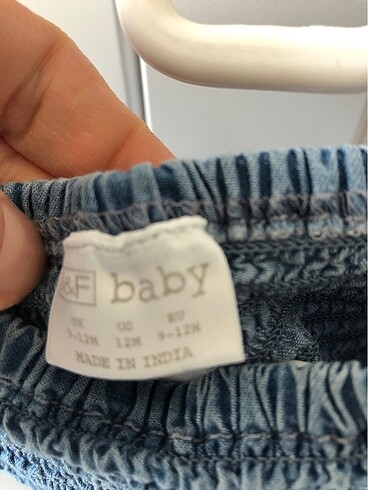 &F baby
UK US EU
9-12M 12M 9-12M
MADE IN INDIA